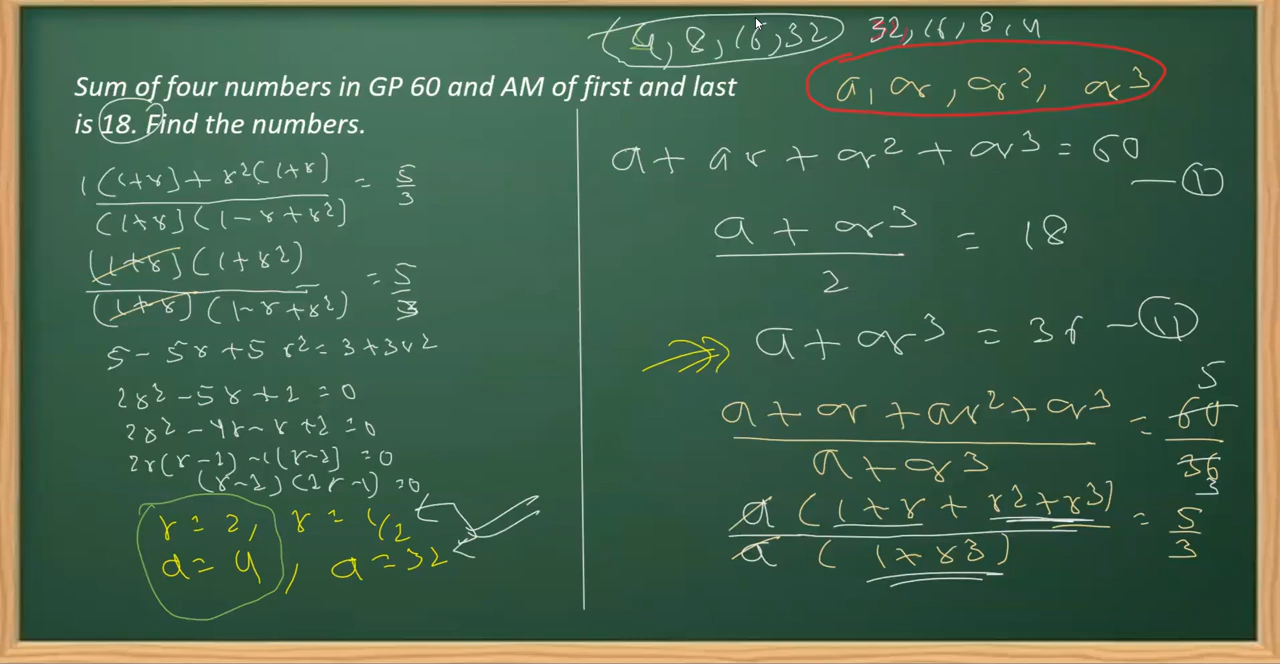 (4, 8, 16, 32 32, 16, 8, 4
Sum of four numbers in GP 60 and AM of first and last
is 18. Find the numbers.
a, ar, ar², ar³
a + ar + ar² + ar³ = 60 — (1)
a + ar³ / 2 = 18
a + ar³ = 36 — (11)
a + ar + ar² + ar³ / a + ar³ = 60 / 36 5 3
a (1 + r + r2 + r3) / a (1 + r3) = 5 / 3
1(1+r) + r²(1+r) / (1+r)(1-r+r²) = 5/3
(1+r)(1+r²) / (1+r)(1-r+r²) = 5/3
5 - 5r + 5r² = 3 + 3r2
2r² - 5r + 2 = 0
2r² - 4r - r + 2 = 0
2r(r-2) -1(r-2) = 0
(r-2)(2r-1) = 0
r = 2, r = 1/2
a = 4, a = 32